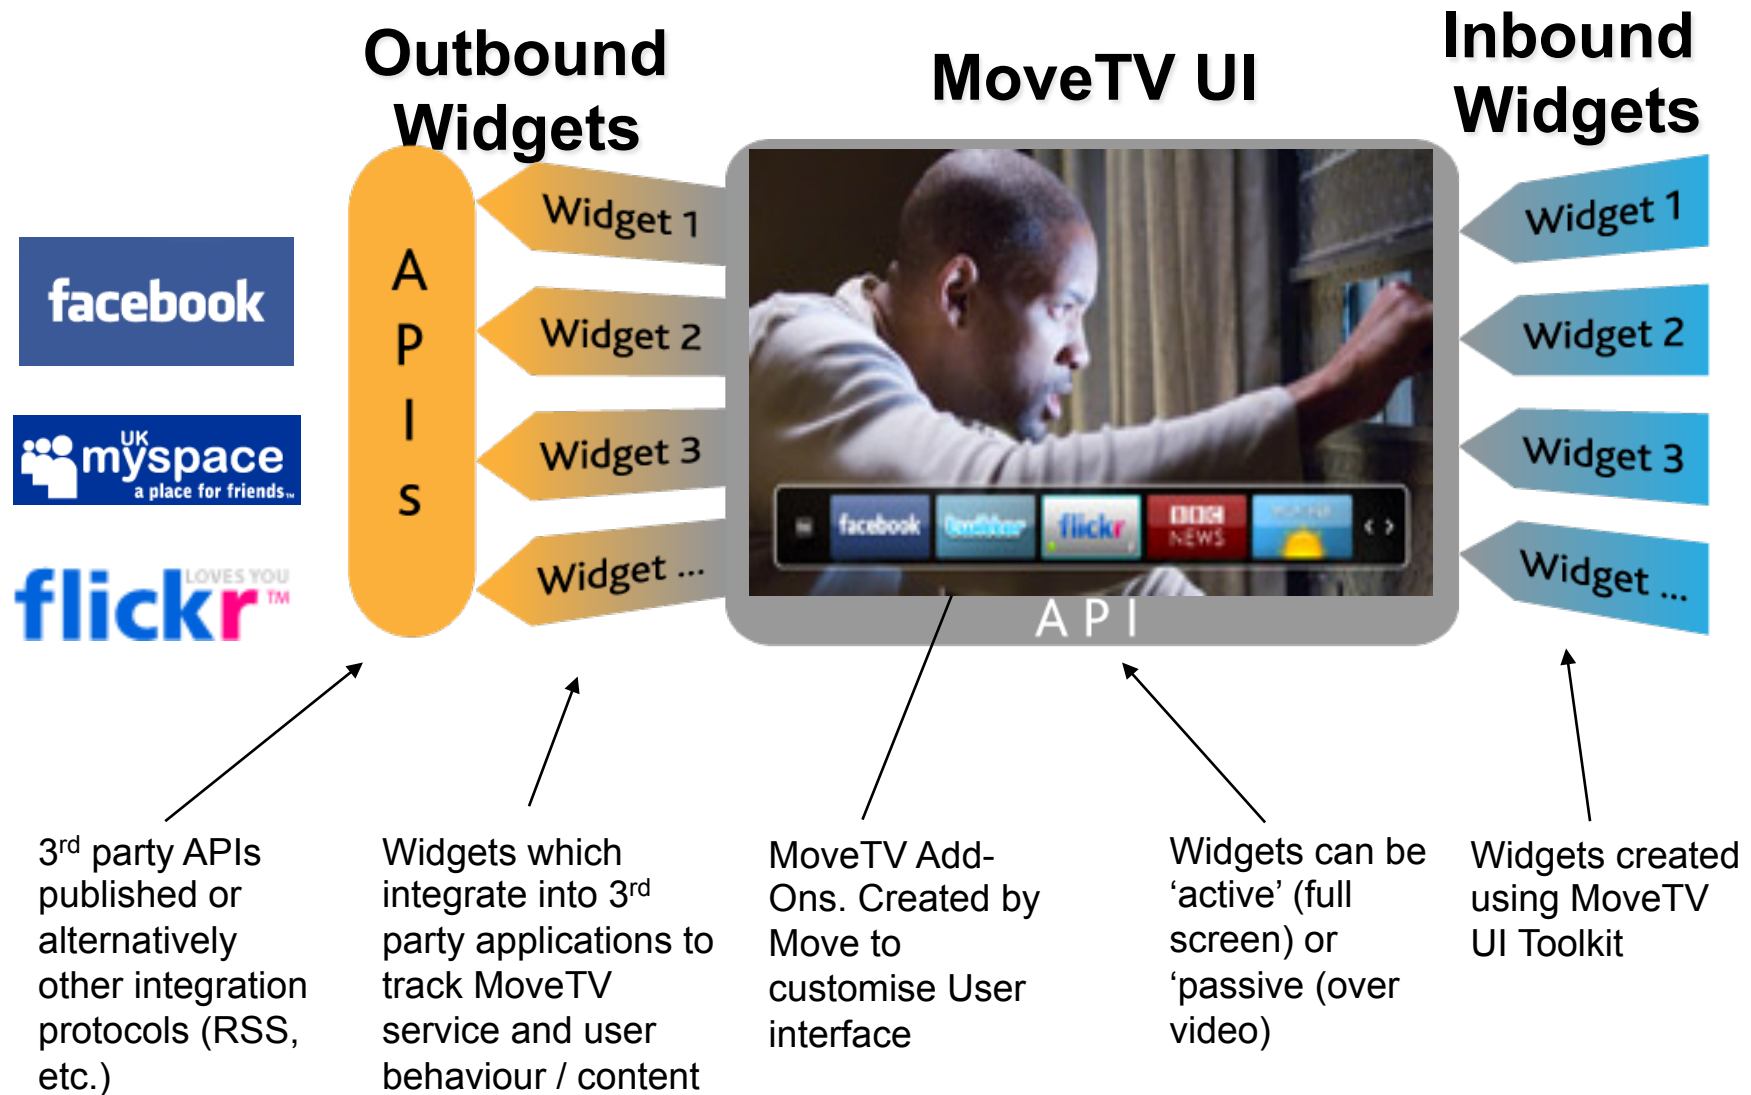 Outbound
Widgets
MoveTV UI
Inbound
Widgets
facebook
UK
myspace
a place for friends™
flickr™
LOVES YOU
A
P
I
s
Widget 1
Widget 2
Widget 3
Widget ...
facebook
twitter
flickr
BBC
NEWS
A P I
Widget 1
Widget 2
Widget 3
Widget ...
3rd party APIs
published or
alternatively
other integration
protocols (RSS,
etc.)
Widgets which
integrate into 3rd
party applications to
track MoveTV
service and user
behaviour / content
MoveTV Add-
Ons. Created by
Move to
customise User
interface
Widgets can be
‘active’ (full
screen) or
‘passive (over
video)
Widgets created
using MoveTV
UI Toolkit